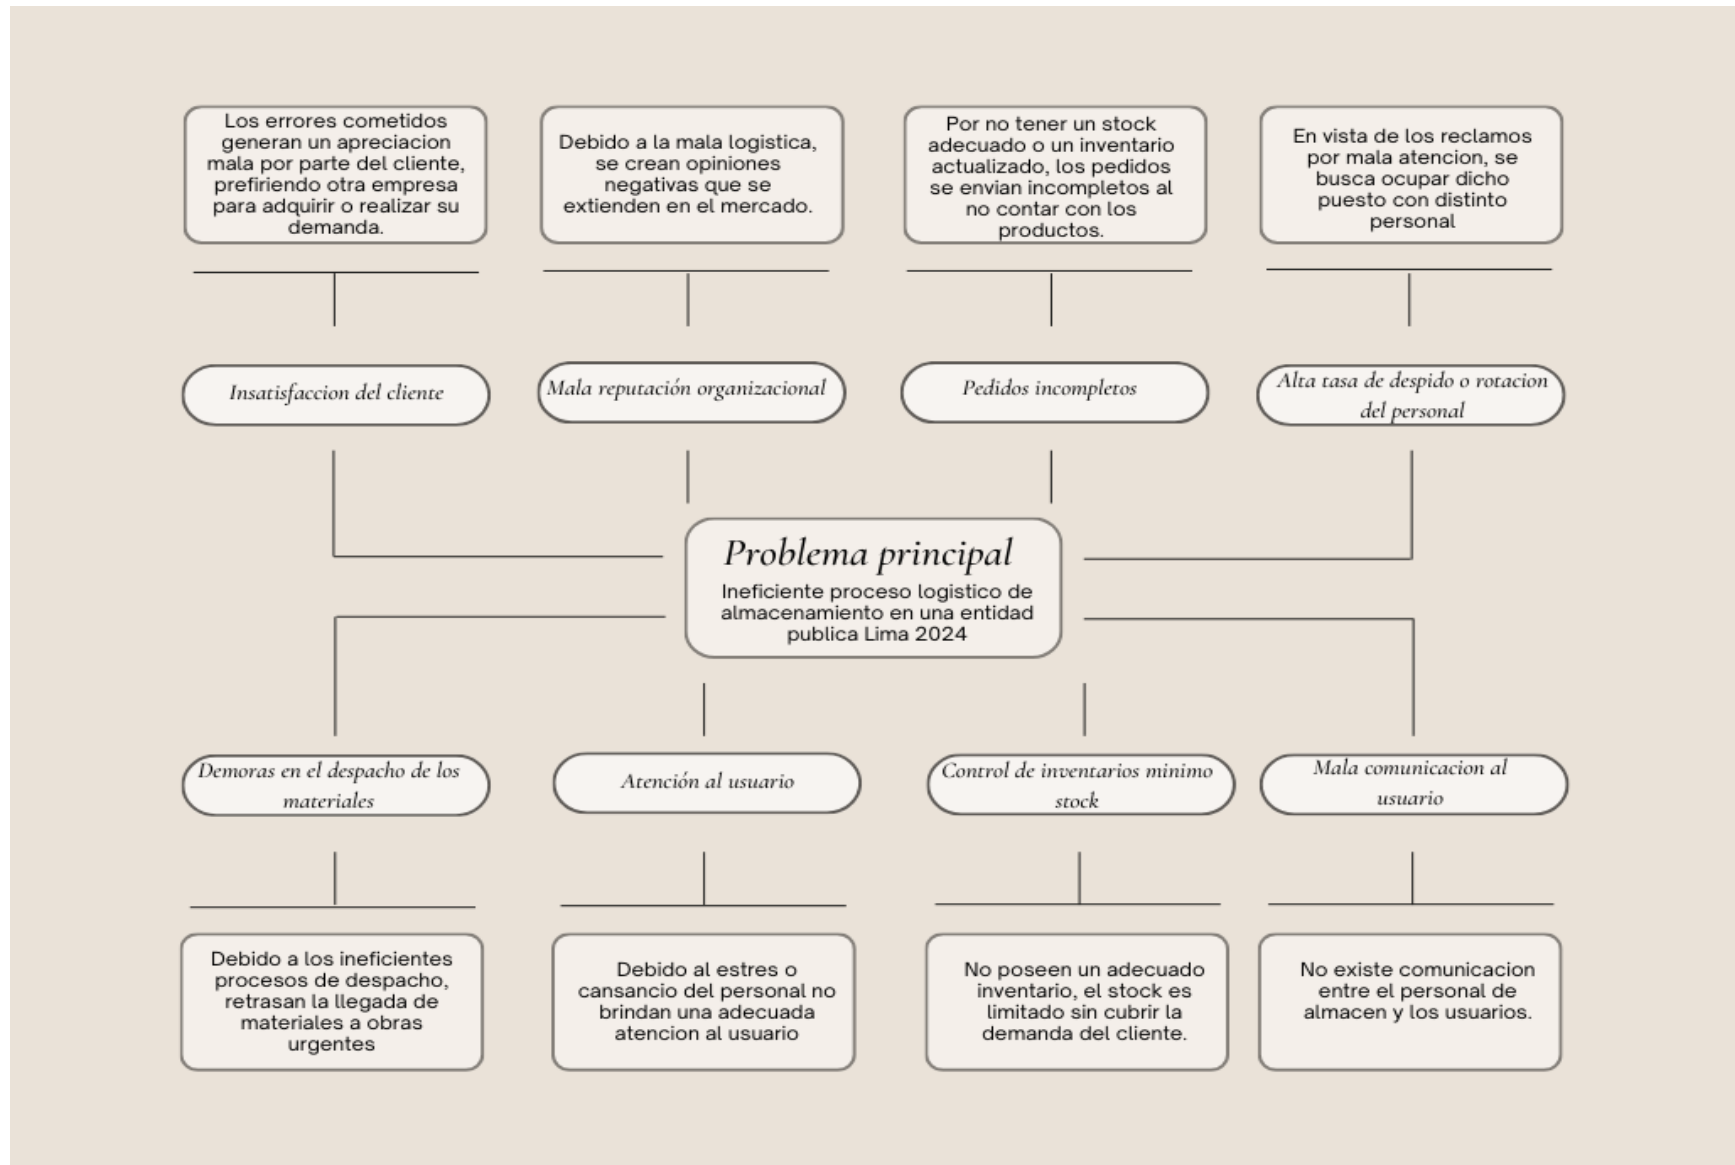 Los errores cometidos
generan un apreciacion
mala por parte del cliente,
prefiriendo otra empresa
para adquirir o realizar su
demanda.
Debido a la mala logistica,
se crean opiniones
negativas que se
extienden en el mercado.
Por no tener un stock
adecuado o un inventario
actualizado, los pedidos
se envian incompletos al
no contar con los
productos.
En vista de los reclamos
por mala atencion, se
busca ocupar dicho
puesto con distinto
personal
Insatisfaccion del cliente
Mala reputación organizacional
Pedidos incompletos
Alta tasa de despido o rotacion
del personal
Problema principal
Ineficiente proceso logistico de
almacenamiento en una entidad
publica Lima 2024
Demoras en el despacho de los
materiales
Atención al usuario
Control de inventarios minimo
stock
Mala comunicacion al
usuario
Debido a los ineficientes
procesos de despacho,
retrasan la llegada de
materiales a obras
urgentes
Debido al estres o
cansancio del personal no
brindan una adecuada
atencion al usuario
No poseen un adecuado
inventario, el stock es
limitado sin cubrir la
demanda del cliente.
No existe comunicacion
entre el personal de
almacen y los usuarios.